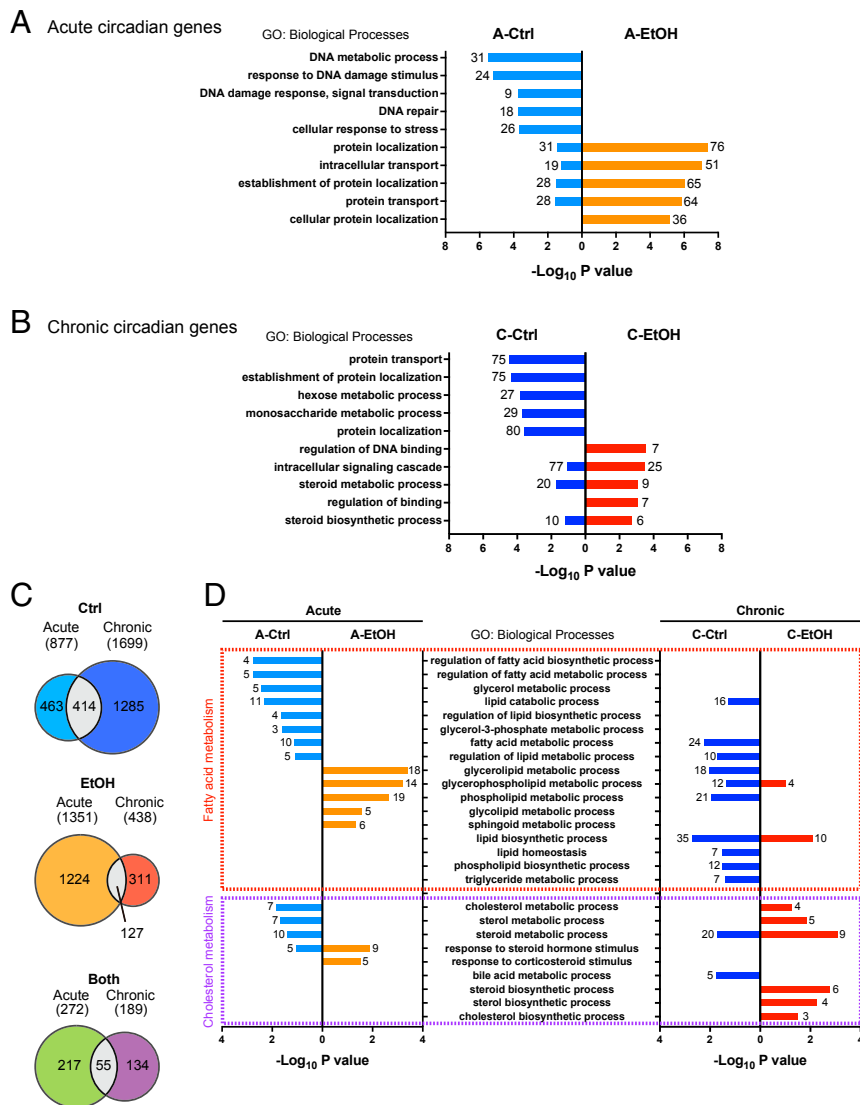 A Acute circadian genes
GO: Biological Processes A-Ctrl A-EtOH
DNA metabolic process 31
response to DNA damage stimulus 24
DNA damage response, signal transduction 9
DNA repair 18
cellular response to stress 26
protein localization 31 76
intracellular transport 19 51
establishment of protein localization 28 65
protein transport 28 64
cellular protein localization 36
8 6 4 2 0 2 4 6 8
-Log10 P value
B Chronic circadian genes
GO: Biological Processes C-Ctrl C-EtOH
protein transport 75
establishment of protein localization 75
hexose metabolic process 27
monosaccharide metabolic process 29
protein localization 80
regulation of DNA binding 7
intracellular signaling cascade 77 25
steroid metabolic process 20 9
regulation of binding 7
steroid biosynthetic process 10 6
8 6 4 2 0 2 4 6 8
-Log10 P value
C
Ctrl
Acute Chronic
(877) (1699)
463 414 1285
EtOH
Acute Chronic
(1351) (438)
1224 311
127
Both
Acute Chronic
(272) (189)
217 55 134
D
Acute Chronic
A-Ctrl A-EtOH GO: Biological Processes C-Ctrl C-EtOH
Fatty acid metabolism
4 regulation of fatty acid biosynthetic process
5 regulation of fatty acid metabolic process
5 glycerol metabolic process
11 lipid catabolic process 16
4 regulation of lipid biosynthetic process
3 glycerol-3-phosphate metabolic process
10 fatty acid metabolic process 24
5 regulation of lipid metabolic process 10
18 glycerolipid metabolic process 18
14 glycerophospholipid metabolic process 12 4
19 phospholipid metabolic process 21
5 glycolipid metabolic process
6 sphingoid metabolic process
lipid biosynthetic process 35 10
lipid homeostasis 7
phospholipid biosynthetic process 12
triglyceride metabolic process 7
Cholesterol metabolism
7 cholesterol metabolic process 4
7 sterol metabolic process 5
10 steroid metabolic process 20 9
5 9 response to steroid hormone stimulus
5 response to corticosteroid stimulus
bile acid metabolic process 5
steroid biosynthetic process 6
sterol biosynthetic process 4
cholesterol biosynthetic process 3
4 2 0 2 4 4 2 0 2 4
-Log10 P value -Log10 P value